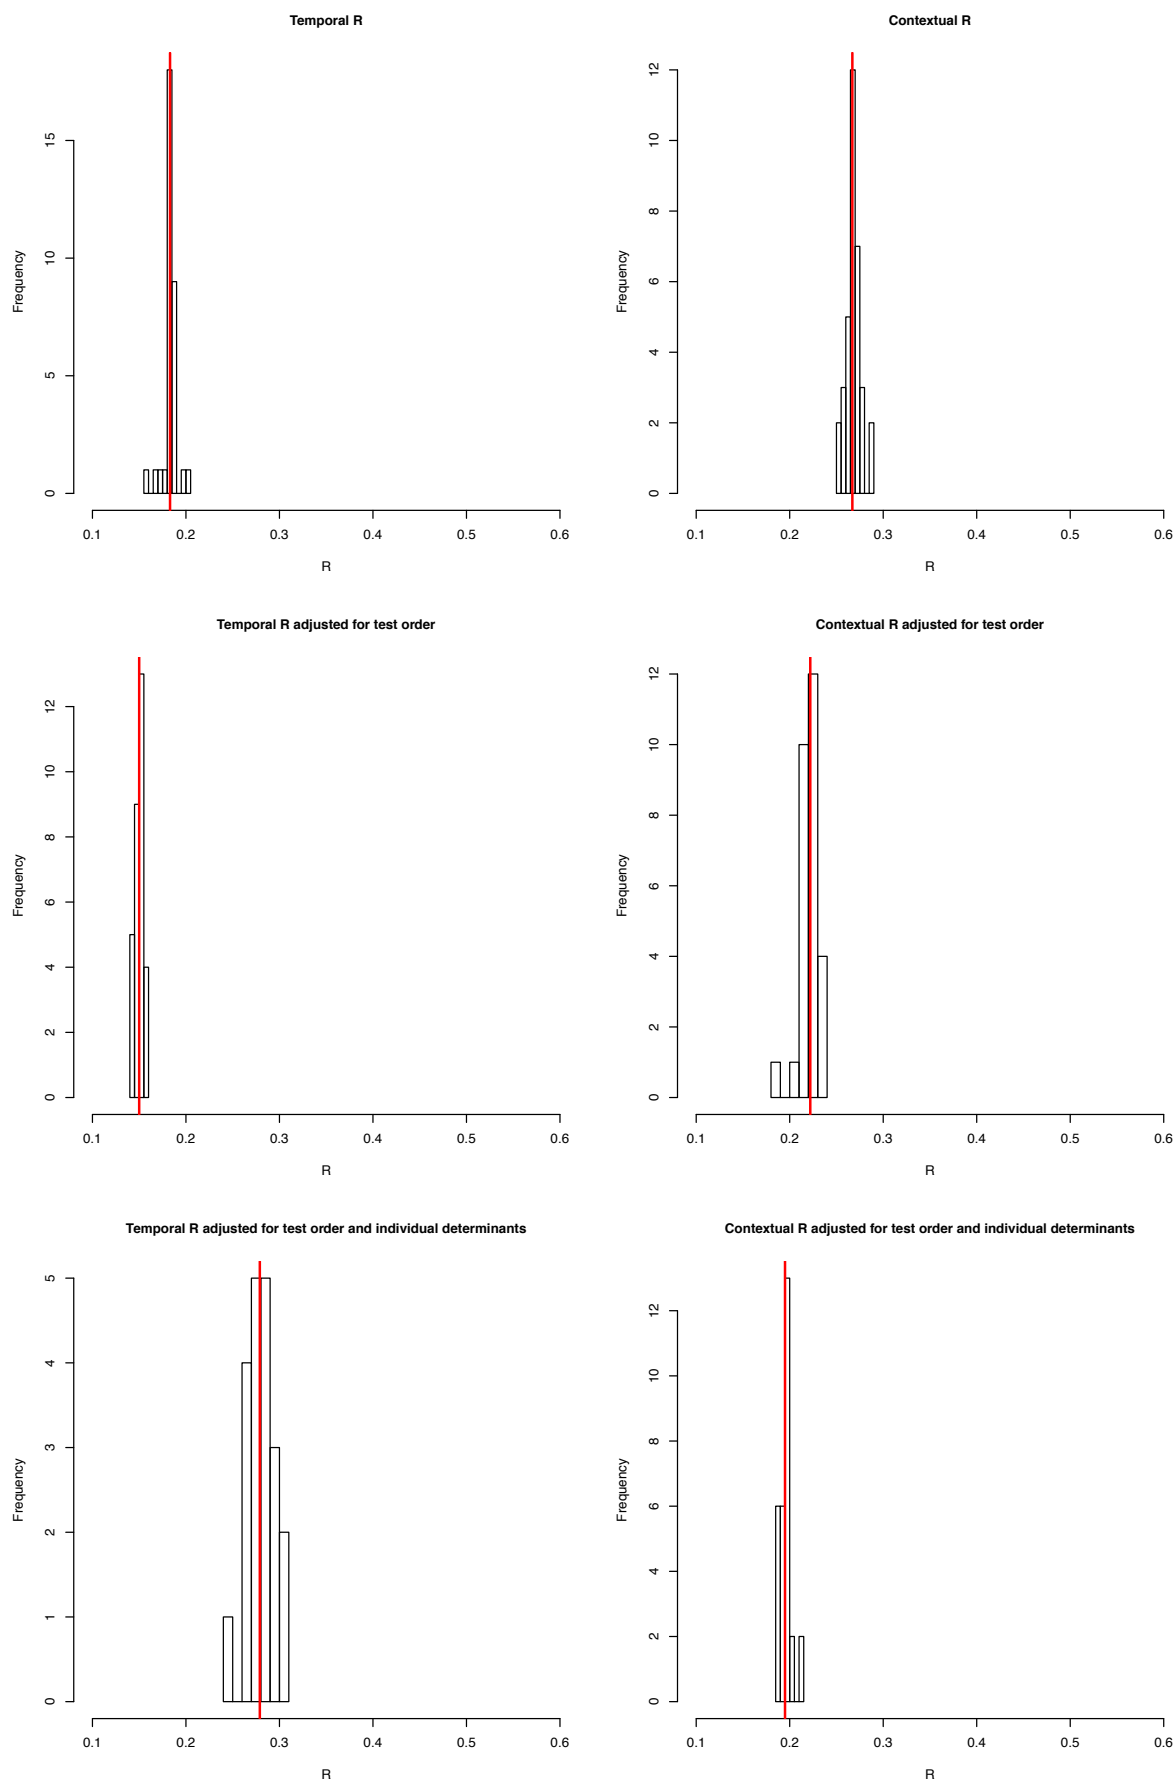 Temporal R
Frequency
15
10
5
0
0.1 0.2 0.3 0.4 0.5 0.6
R
Contextual R
Frequency
12
10
8
6
4
2
0
0.1 0.2 0.3 0.4 0.5 0.6
R
Temporal R adjusted for test order
Frequency
12
10
8
6
4
2
0
0.1 0.2 0.3 0.4 0.5 0.6
R
Contextual R adjusted for test order
Frequency
12
10
8
6
4
2
0
0.1 0.2 0.3 0.4 0.5 0.6
R
Temporal R adjusted for test order and individual determinants
Frequency
5
4
3
2
1
0
0.1 0.2 0.3 0.4 0.5 0.6
R
Contextual R adjusted for test order and individual determinants
Frequency
12
10
8
6
4
2
0
0.1 0.2 0.3 0.4 0.5 0.6
R